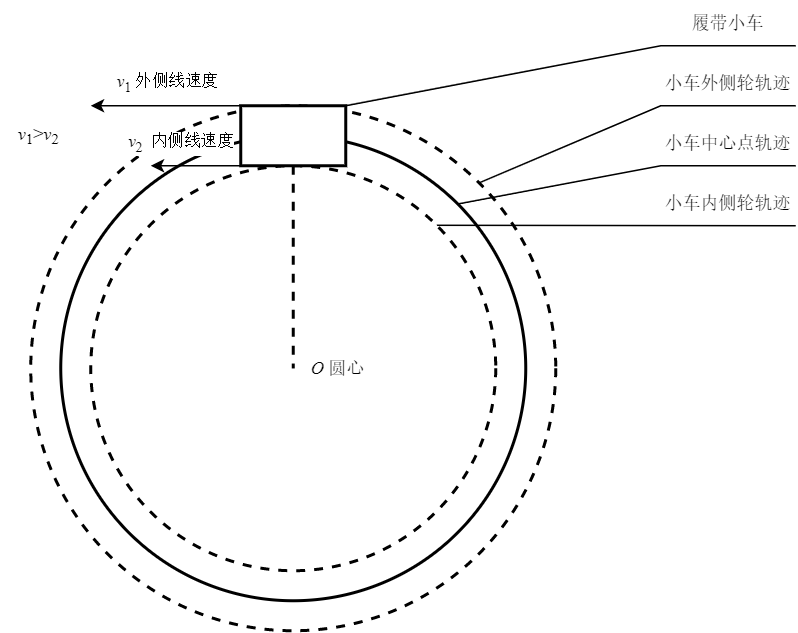 履带小车
v1 外侧线速度
小车外侧轮轨迹
v1>v2
v2 内侧线速度
小车中心点轨迹
小车内侧轮轨迹
O 圆心